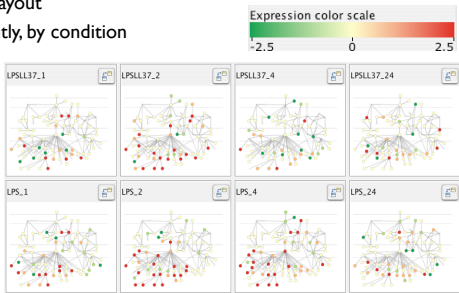 ayout
ntly, by condition
Expression color scale
-2.5 0 2.5
LPSLL37_1 LPSLL37_2 LPSLL37_4 LPSLL37_24
LPS_1 LPS_2 LPS_4 LPS_24